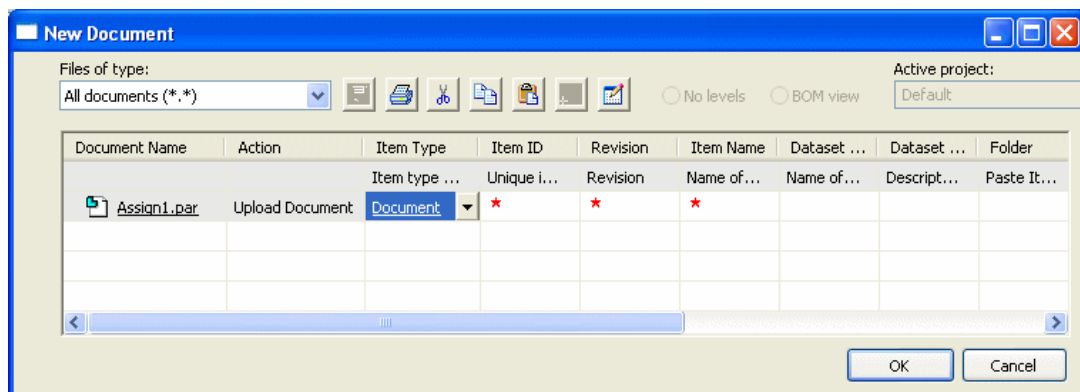 New Document
Files of type:
Active project:
All documents (*.*)
No levels
BOM view
Default
Document Name Action Item Type Item ID Revision Item Name Dataset ... Dataset ... Folder
Item type ... Unique i... Revision Name of... Name of... Descript... Paste It...
Assign1.par Upload Document Document * * *
OK Cancel